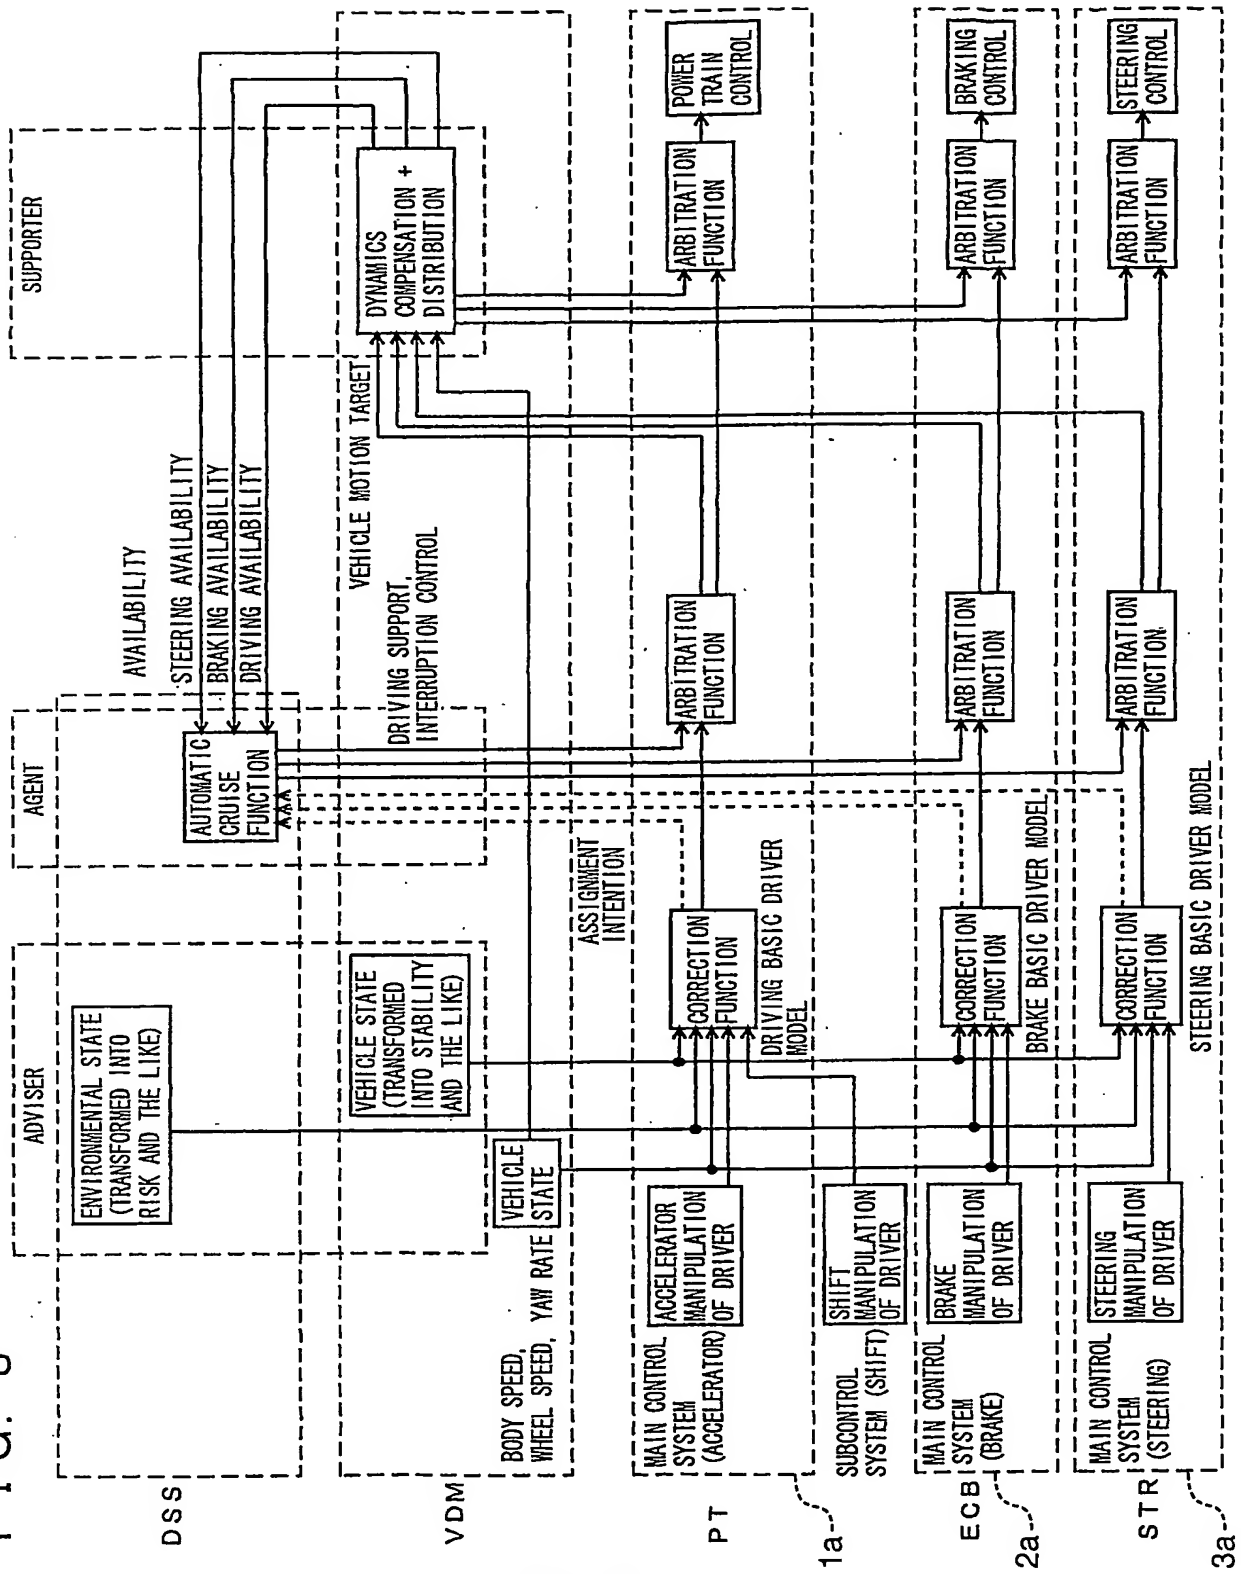 SUPPORTER
AGENT
ADVISER
AVAILABILITY
STEERING AVAILABILITY
BRAKING AVAILABILITY
DRIVING AVAILABILITY
DSS
ENVIRONMENTAL STATE
(TRANSFORMED INTO
RISK AND THE LIKE)
AUTOMATIC
CRUISE
FUNCTION
VDM
VEHICLE STATE
(TRANSFORMED
INTO STABILITY
AND THE LIKE)
DRIVING SUPPORT,
INTERRUPTION CONTROL
VEHICLE MOTION TARGET
DYNAMICS
COMPENSATION +
DISTRIBUTION
BODY SPEED,
WHEEL SPEED, YAW RATE
VEHICLE
STATE
ASSIGNMENT
INTENTION
PT
1a
MAIN CONTROL
SYSTEM
(ACCELERATOR)
ACCELERATOR
MANIPULATION
OF DRIVER
CORRECTION
FUNCTION
DRIVING BASIC DRIVER
MODEL
ARBITRATION
FUNCTION
ARBITRATION
FUNCTION
POWER
TRAIN
CONTROL
SUBCONTROL
SYSTEM (SHIFT)
SHIFT
MANIPULATION
OF DRIVER
ECB
2a
MAIN CONTROL
SYSTEM
(BRAKE)
BRAKE
MANIPULATION
OF DRIVER
CORRECTION
FUNCTION
BRAKE BASIC DRIVER MODEL
ARBITRATION
FUNCTION
ARBITRATION
FUNCTION
BRAKING
CONTROL
STR
3a
MAIN CONTROL
SYSTEM
(STEERING)
STEERING
MANIPULATION
OF DRIVER
CORRECTION
FUNCTION
STEERING BASIC DRIVER MODEL
ARBITRATION
FUNCTION
ARBITRATION
FUNCTION
STEERING
CONTROL